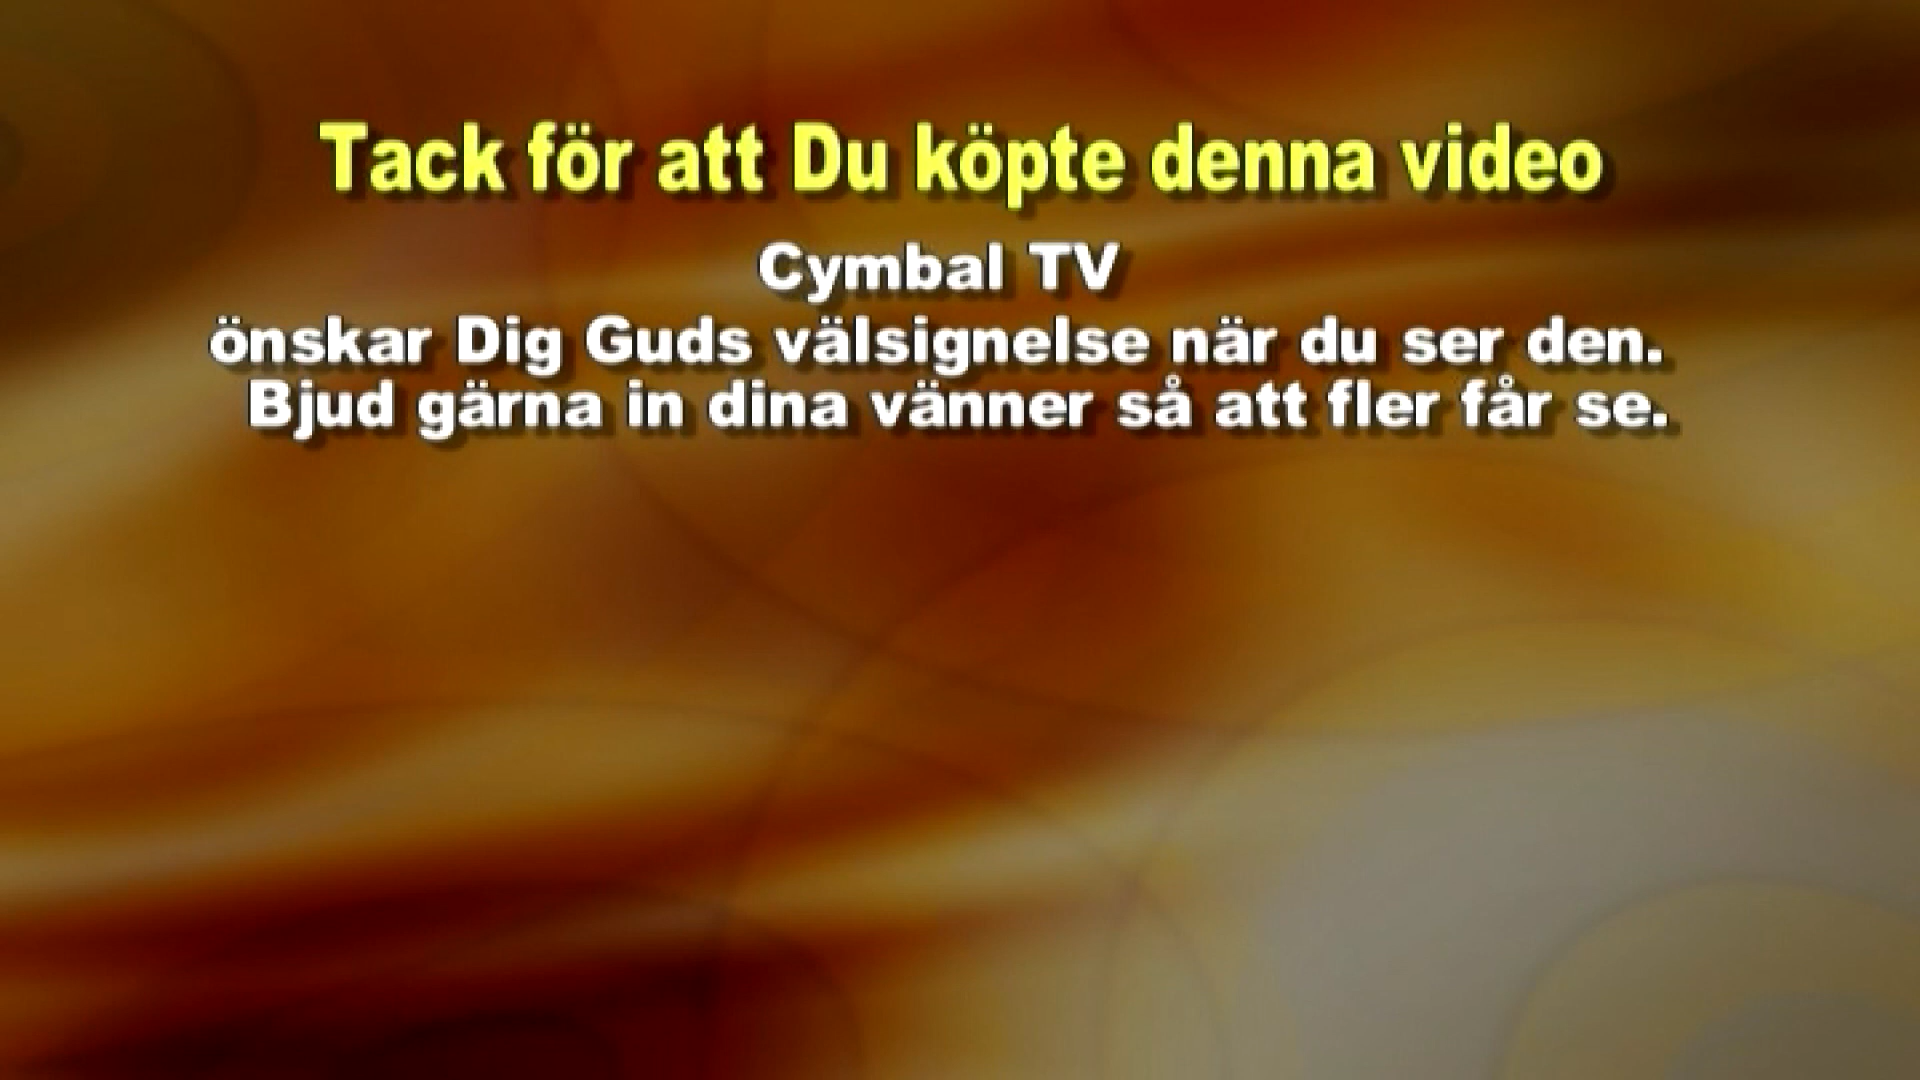 Tack för att Du köpte denna video
Cymbal TV
önskar Dig Guds välsignelse när du ser den.
Bjud gärna in dina vänner så att fler får se.